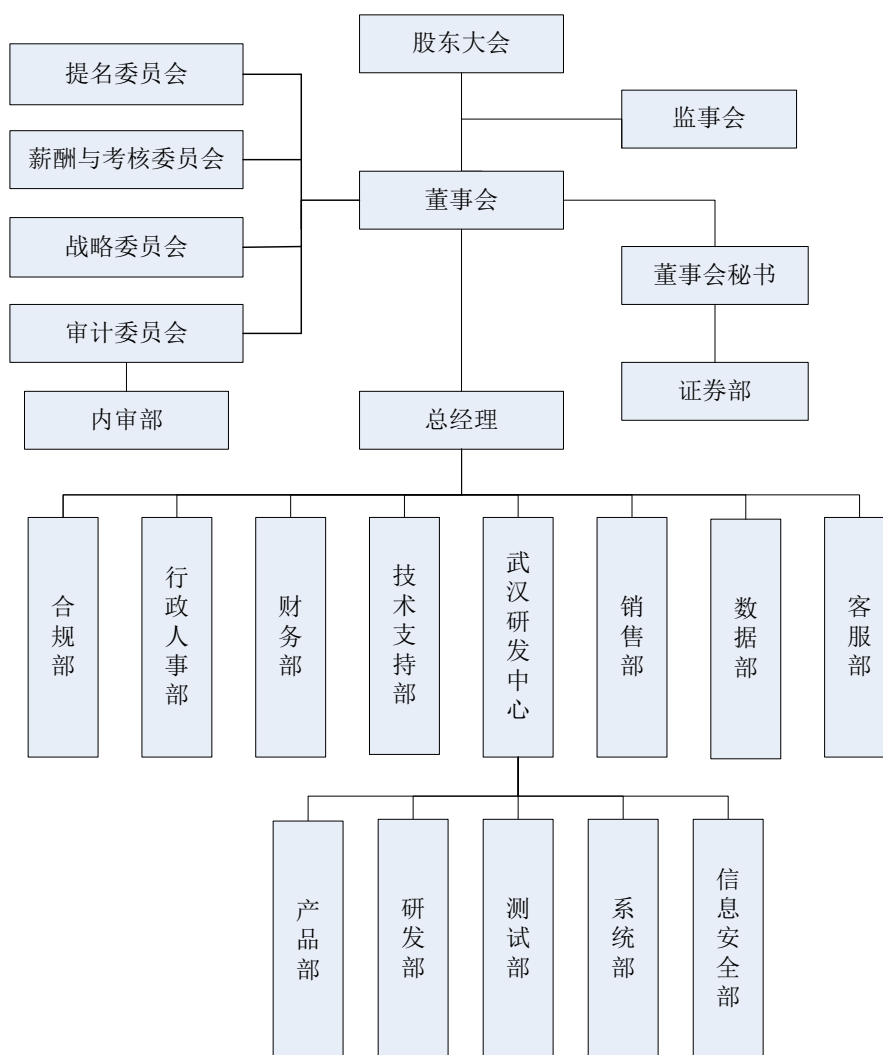 股东大会
提名委员会
监事会
薪酬与考核委员会
董事会
战略委员会
董事会秘书
审计委员会
证券部
内审部
总经理
合规部
行政人事部
财务部
技术支持部
武汉研发中心
销售部
数据部
客服部
产品部
研发部
测试部
系统部
信息安全部